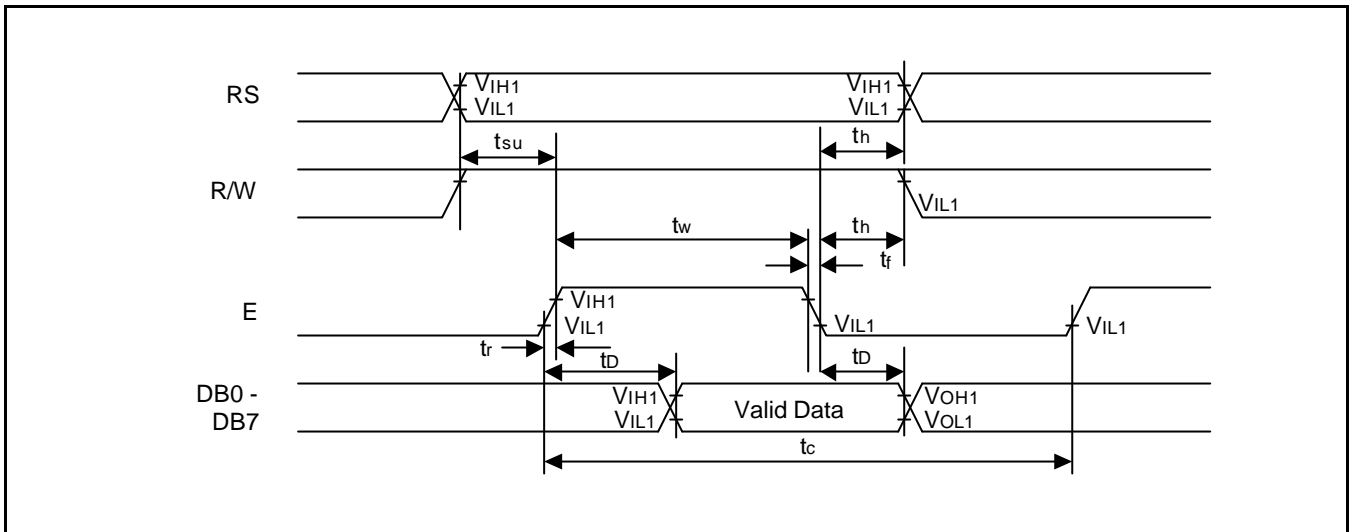 RS
VIH1
VIL1
VIH1
VIL1
tsu
th
R/W
VIL1
tw
th
tf
E
VIH1
VIL1
VIL1
VIL1
tr
tD
tD
DB0 -
DB7
VIH1
VIL1
Valid Data
VOH1
VOL1
tc